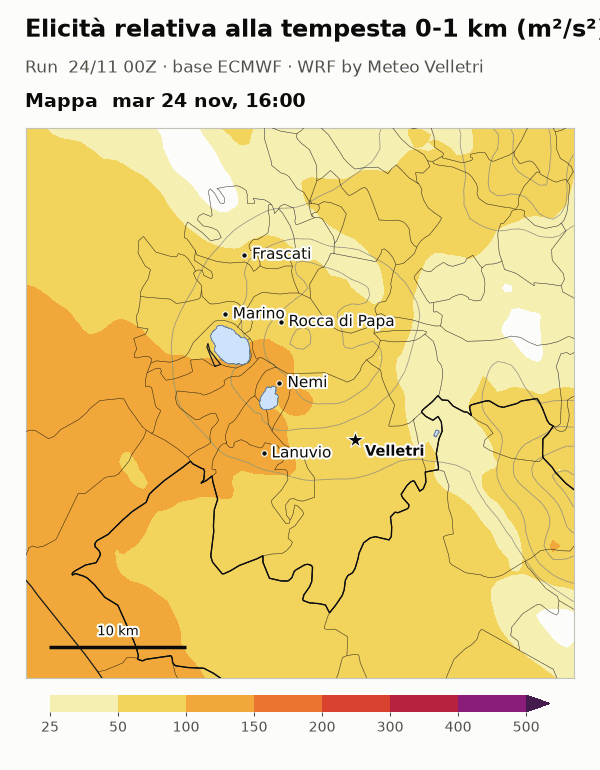 Elicità relativa alla tempesta 0-1 km (m²/s²)
Run  24/11 00Z · base ECMWF · WRF by Meteo Velletri
Mappa  mar 24 nov, 16:00
Frascati
Marino
Rocca di Papa
Nemi
Velletri
Lanuvio
10 km
25 50 100 150 200 300 400 500